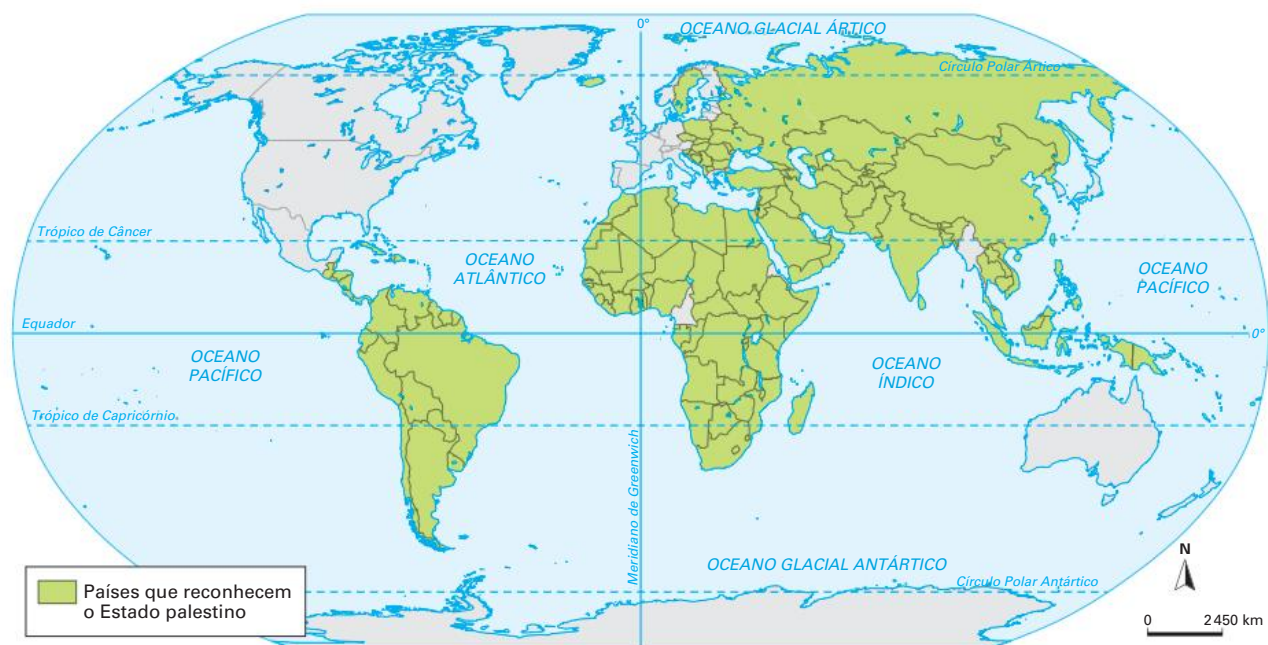 0°
OCEANO GLACIAL ÁRTICO
Círculo Polar Ártico
Trópico de Câncer
OCEANO
ATLÂNTICO
OCEANO
PACÍFICO
Equador
0°
OCEANO
PACÍFICO
OCEANO
ÍNDICO
Trópico de Capricórnio
Meridiano de Greenwich
OCEANO GLACIAL ANTÁRTICO
Círculo Polar Antártico
N
Países que reconhecem
o Estado palestino
0 2 450 km